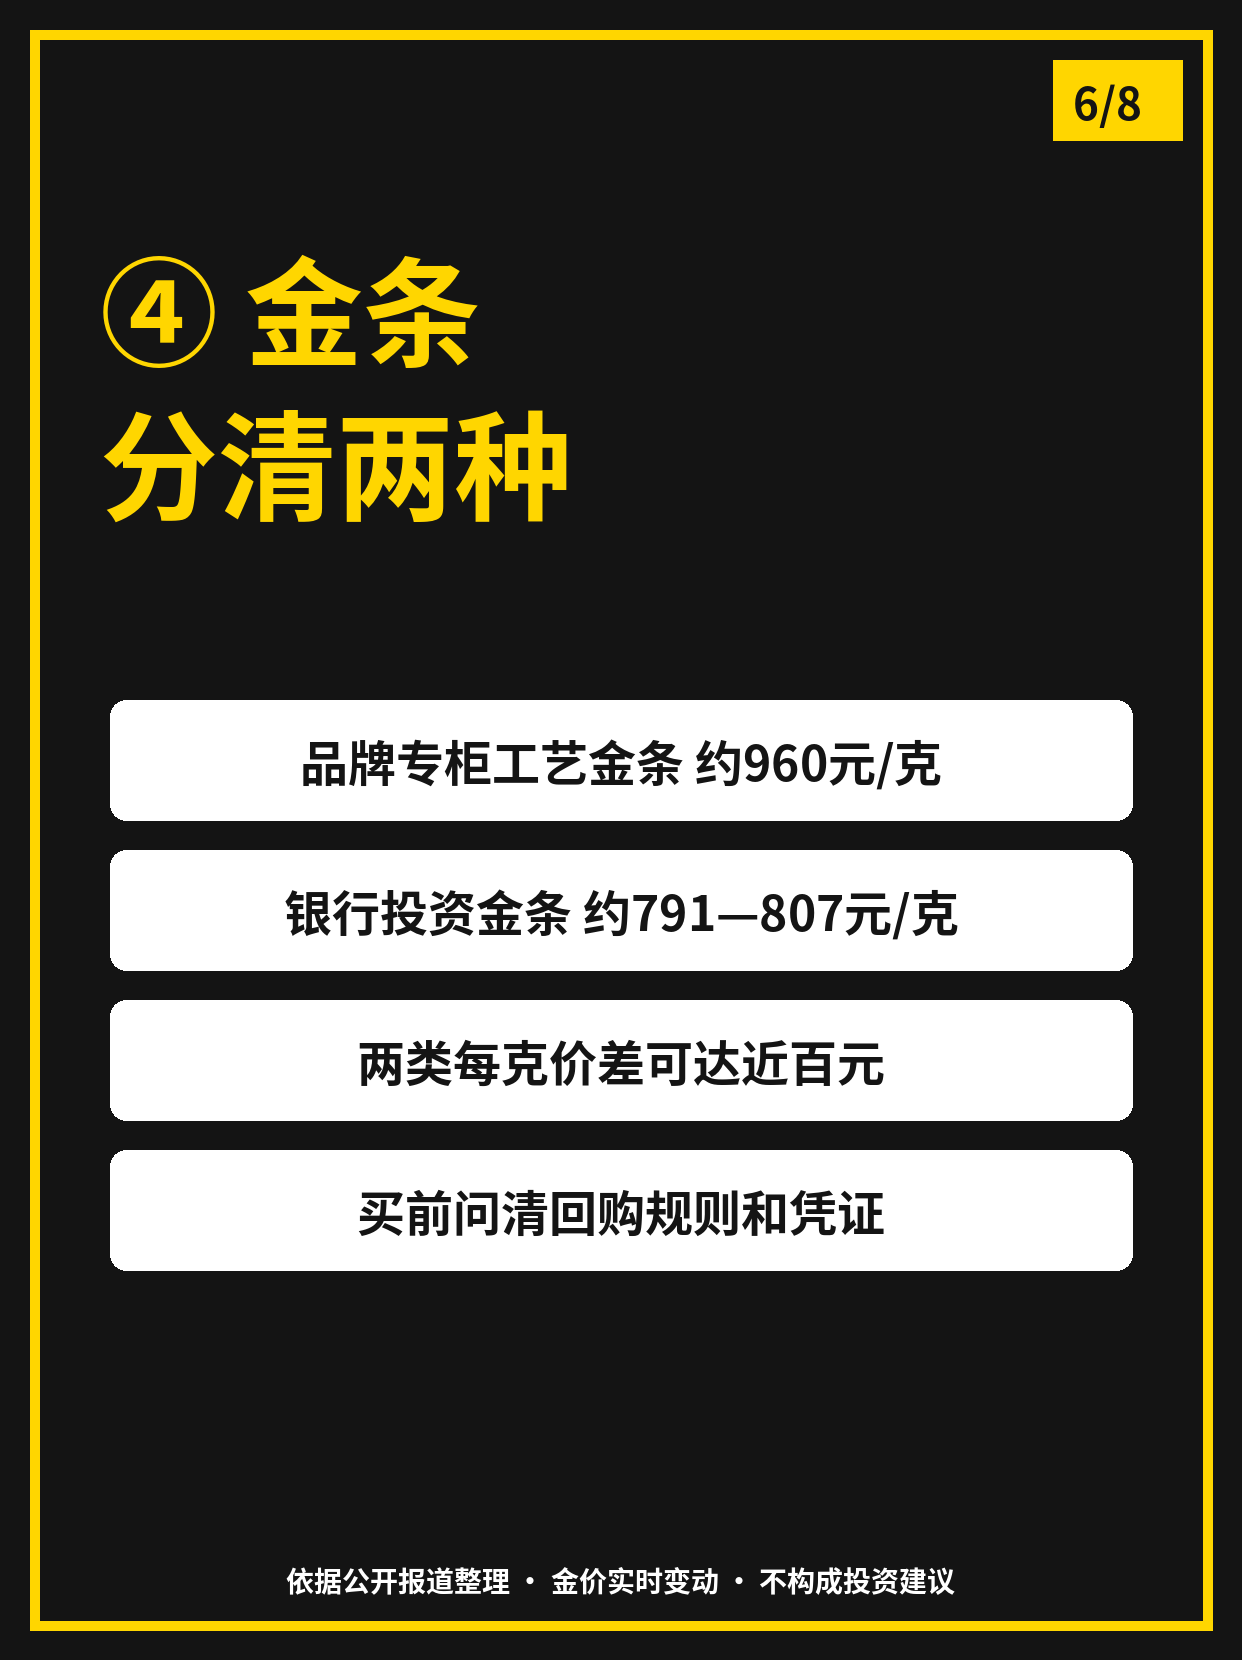 6/8
④ 金条
分清两种
品牌专柜工艺金条 约960元/克
银行投资金条 约791—807元/克
两类每克价差可达近百元
买前问清回购规则和凭证
依据公开报道整理 · 金价实时变动 · 不构成投资建议